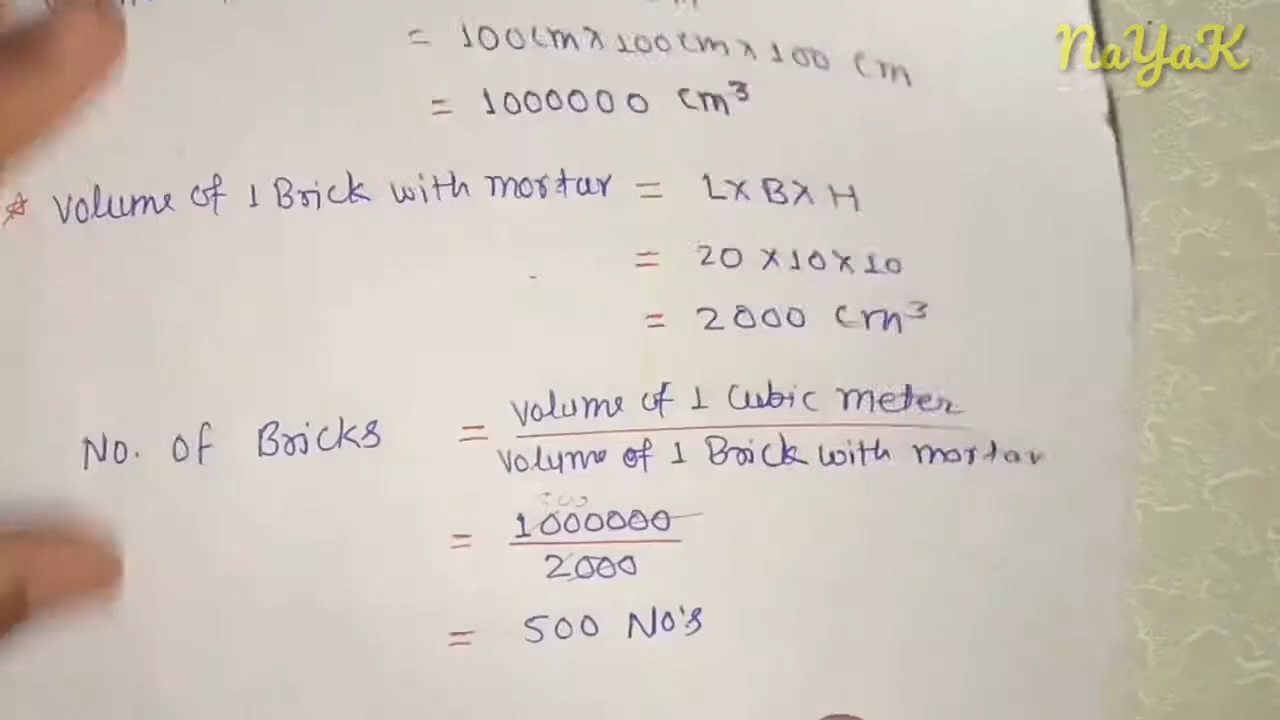 NaYaK
= 100cm x 100cm x 100 cm
= 1000000 cm³
* Volume of 1 Brick with mortar = L x B x H
= 20 x 10 x 10
= 2000 cm³
No. of Bricks = Volume of 1 Cubic meter
Volume of 1 Brick with mortar
500
= 1000000
2000
= 500 No's